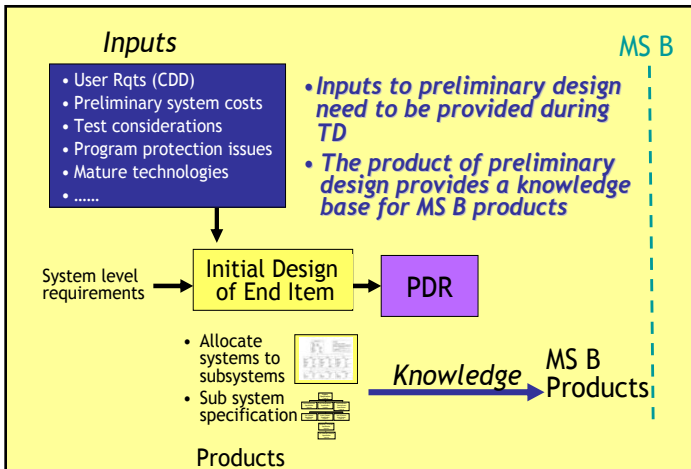 Inputs
MS B
• User Rqts (CDD)
• Preliminary system costs
• Test considerations
• Program protection issues
• Mature technologies
• ......
•Inputs to preliminary design
need to be provided during
TD
• The product of preliminary
design provides a knowledge
base for MS B products
System level
requirements
Initial Design
of End Item
PDR
• Allocate
systems to
subsystems
• Sub system
specification
Knowledge
MS B
Products
Products